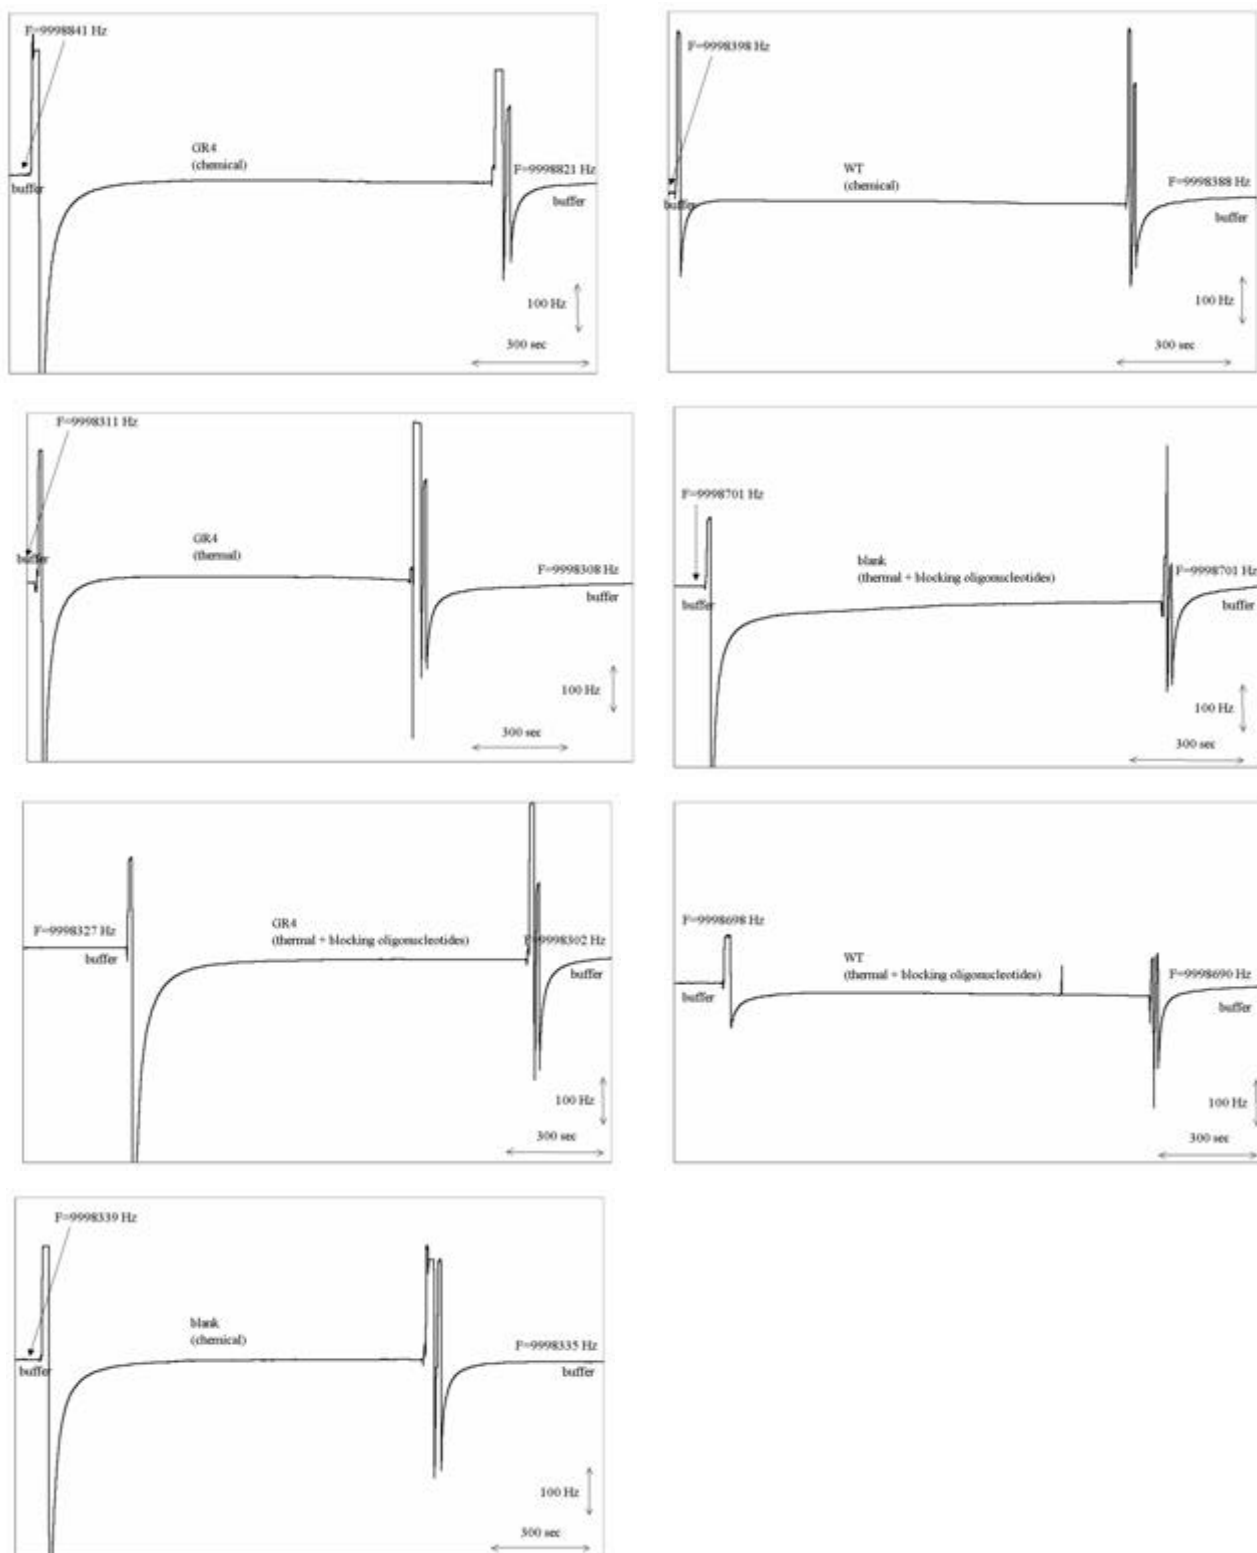 F=9998841 Hz
GR4
(chemical)
F=9998821 Hz
buffer
buffer
100 Hz
300 sec
F=9998398 Hz
WT
(chemical)
F=9998388 Hz
buffer
buffer
100 Hz
300 sec
F=9998311 Hz
GR4
(thermal)
buffer
F=9998308 Hz
buffer
100 Hz
300 sec
F=9998701 Hz
blank
(thermal + blocking oligonucleotides)
F=9998701 Hz
buffer
buffer
100 Hz
300 sec
F=9998327 Hz
buffer
GR4
(thermal + blocking oligonucleotides)
F=9998302 Hz
buffer
100 Hz
300 sec
F=9998698 Hz
WT
(thermal + blocking oligonucleotides)
F=9998690 Hz
buffer
buffer
100 Hz
300 sec
F=9998339 Hz
blank
(chemical)
F=9998335 Hz
buffer
buffer
100 Hz
300 sec